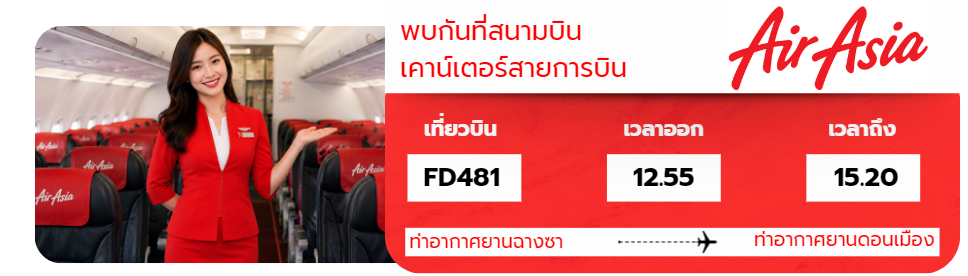 พบกันที่สนามบิน
เคาน์เตอร์สายการบิน
AirAsia
เที่ยวบิน เวลาออก เวลาถึง
FD481 12.55 15.20
ท่าอากาศยานฉางซา ท่าอากาศยานดอนเมือง
AirAsia
AirAsia
AirAsia
AirAsia